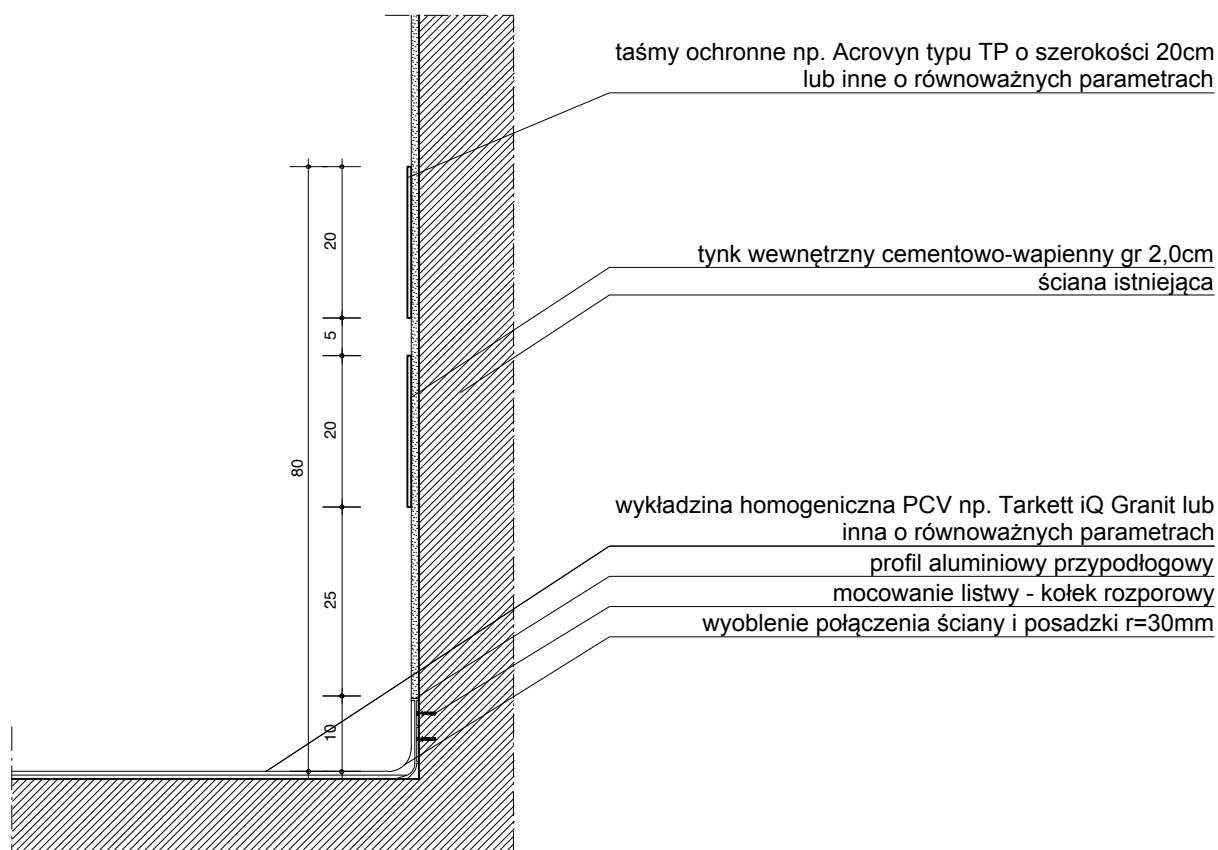 taśmy ochronne np. Acrovyn typu TP o szerokości 20cm
lub inne o równoważnych parametrach
20
tynk wewnętrzny cementowo-wapienny gr 2,0cm
ściana istniejąca
5
20
80
wykładzina homogeniczna PCV np. Tarkett iQ Granit lub
inna o równoważnych parametrach
profil aluminiowy przypodłogowy
mocowanie listwy - kołek rozporowy
25
wyoblenie połączenia ściany i posadzki r=30mm
10